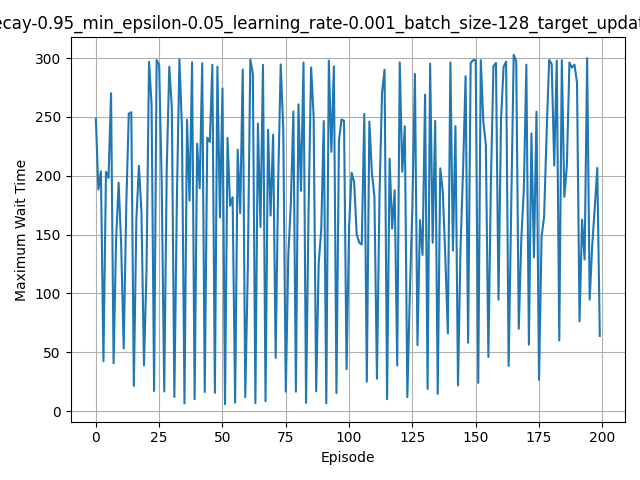 ecay-0.95_min_epsilon-0.05_learning_rate-0.001_batch_size-128_target_updat
Maximum Wait Time
300
250
200
150
100
50
0
0 25 50 75 100 125 150 175 200
Episode